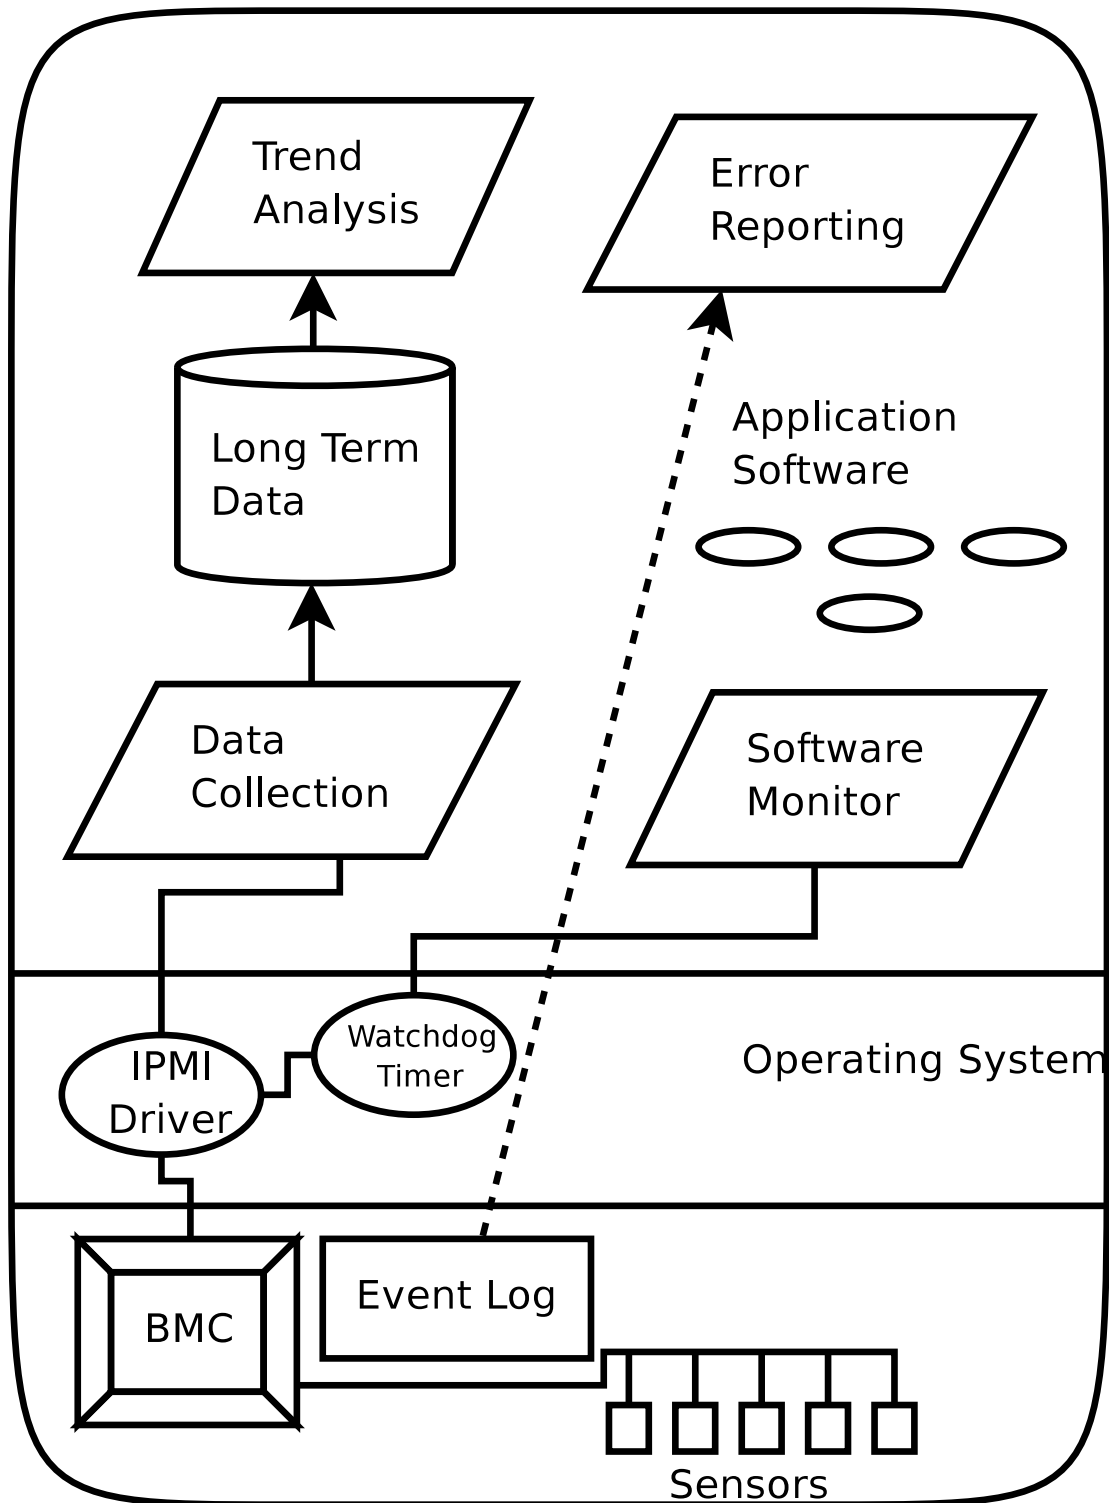 Trend
Analysis
Error
Reporting
Long Term
Data
Application
Software
Data
Collection
Software
Monitor
IPMI
Driver
Watchdog
Timer
Operating System
BMC
Event Log
Sensors